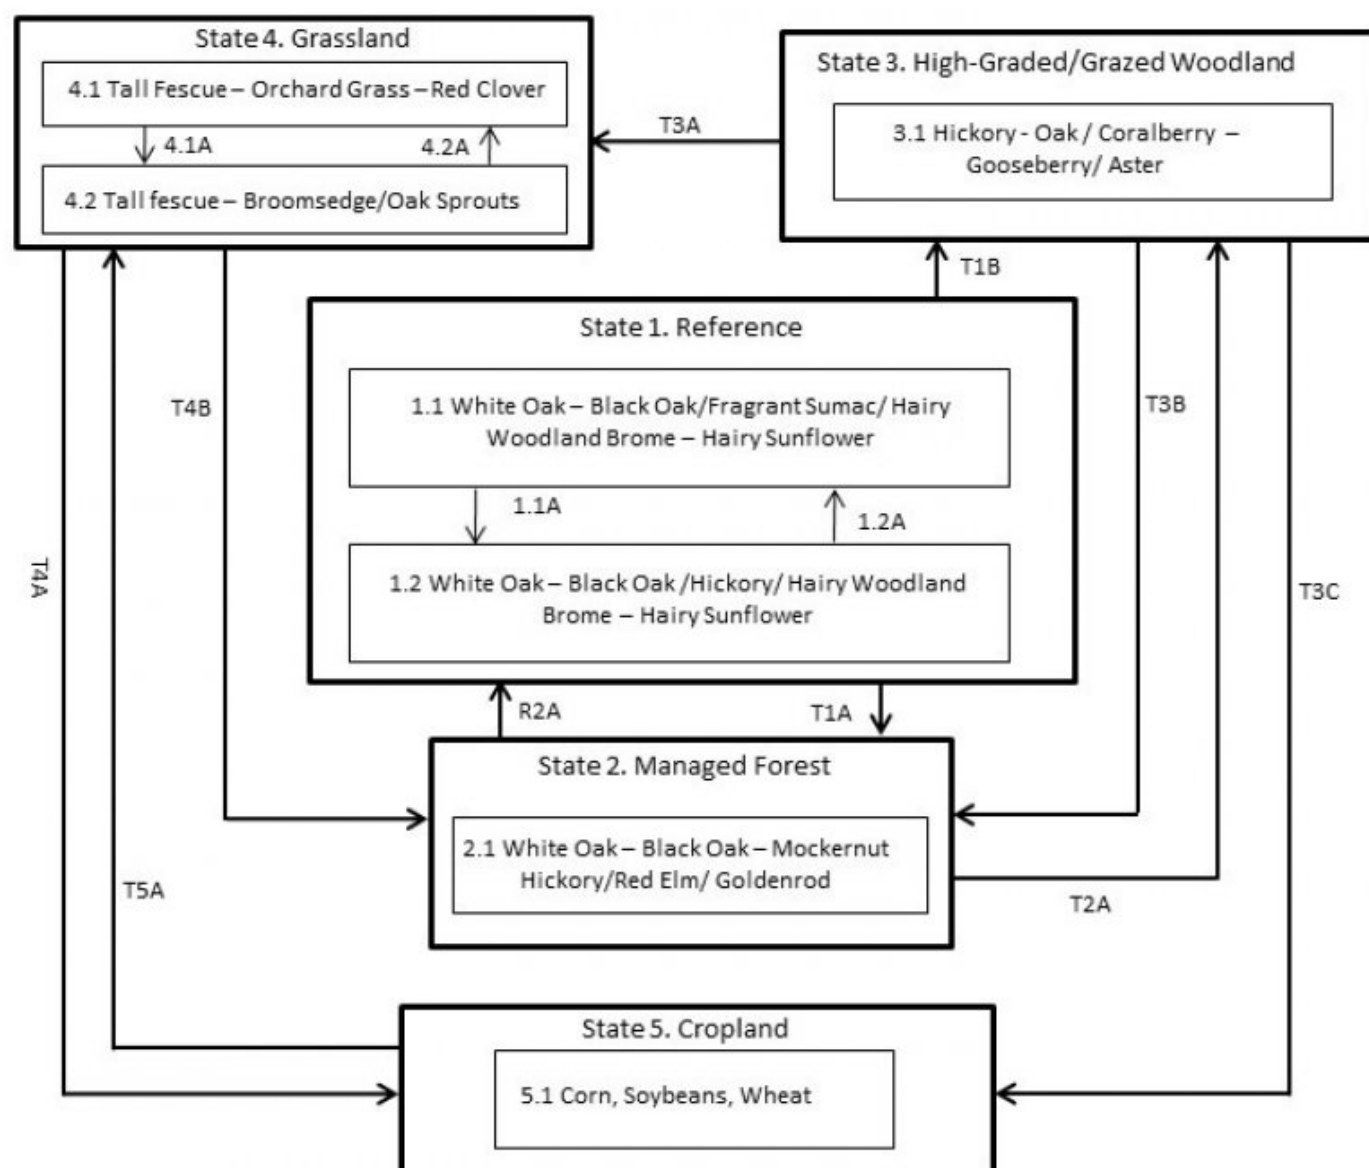 State 4. Grassland
4.1 Tall Fescue – Orchard Grass –Red Clover
4.1A
4.2A
4.2 Tall fescue – Broomsedge/Oak Sprouts
T3A
State 3. High-Graded/Grazed Woodland
3.1 Hickory - Oak / Coralberry –
Gooseberry/ Aster
T1B
State 1. Reference
1.1 White Oak – Black Oak/Fragrant Sumac/ Hairy
Woodland Brome – Hairy Sunflower
1.1A
1.2A
1.2 White Oak – Black Oak /Hickory/ Hairy Woodland
Brome – Hairy Sunflower
T4B
T3B
T4A
T3C
R2A
T1A
State 2. Managed Forest
2.1 White Oak – Black Oak – Mockernut
Hickory/Red Elm/ Goldenrod
T5A
T2A
State 5. Cropland
5.1 Corn, Soybeans, Wheat